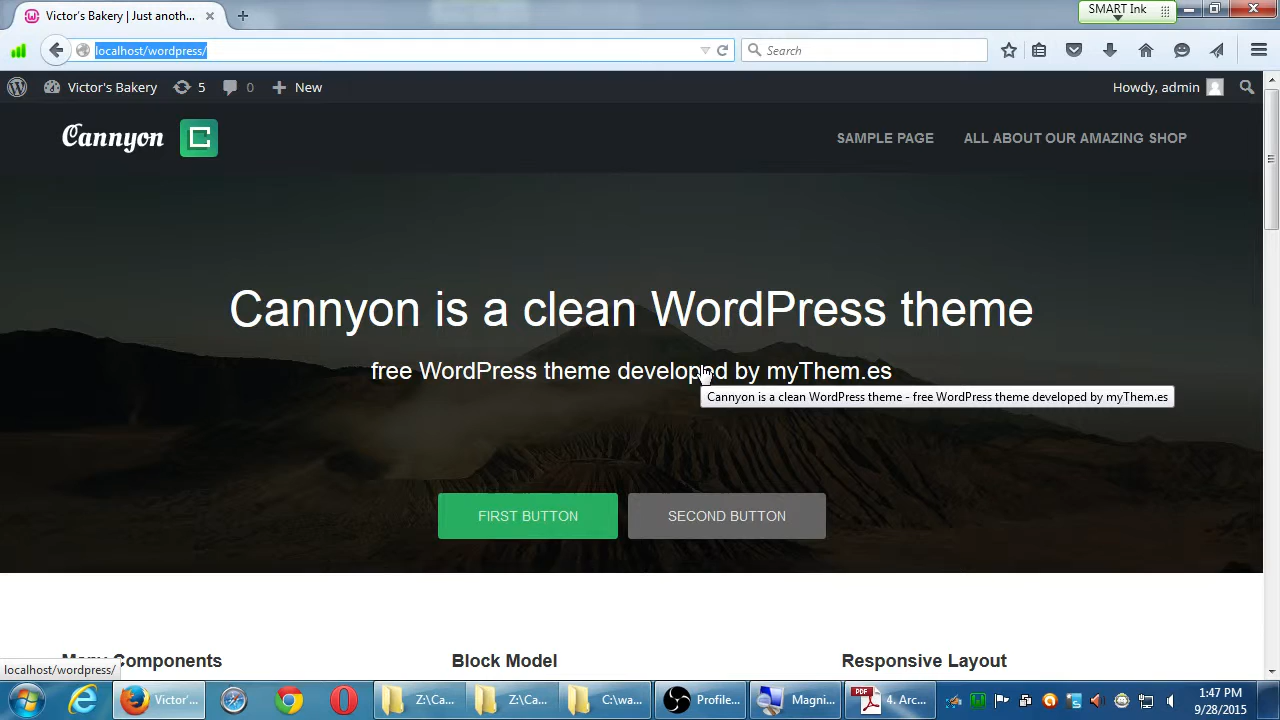 Victor's Bakery | Just anoth...
SMART Ink
localhost/wordpress/
Search
Victor's Bakery 5 0 New
Howdy, admin
Cannyon
SAMPLE PAGE ALL ABOUT OUR AMAZING SHOP
Cannyon is a clean WordPress theme
free WordPress theme developed by myThem.es
Cannyon is a clean WordPress theme - free WordPress theme developed by myThem.es
FIRST BUTTON SECOND BUTTON
Many Components Block Model Responsive Layout
localhost/wordpress/
Victor'... Z:\Ca... Z:\Ca... C:\wa... Profile... Magni... PDF 4. Arc...
1:47 PM
9/28/2015